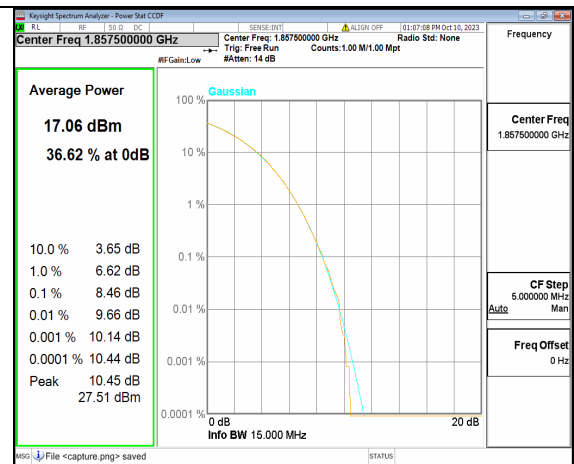 Keysight Spectrum Analyzer - Power Stat CCDF
RL RF 50 Ω DC SENSE:INT ALIGN OFF 01:07:08 PM Oct 10, 2023
Center Freq 1.857500000 GHz
Center Freq: 1.857500000 GHz Radio Std: None
Trig: Free Run Counts:1.00 M/1.00 Mpt
#IFGain:Low #Atten: 14 dB
Frequency
Average Power
17.06 dBm
36.62 % at 0dB
10.0 % 3.65 dB
1.0 % 6.62 dB
0.1 % 8.46 dB
0.01 % 9.66 dB
0.001 % 10.14 dB
0.0001 % 10.44 dB
Peak 10.45 dB
27.51 dBm
Gaussian
100 %
10 %
1 %
0.1 %
0.01 %
0.001 %
0.0001 %
0 dB 20 dB
Info BW 15.000 MHz
Center Freq
1.857500000 GHz
CF Step
5.000000 MHz
Auto Man
Freq Offset
0 Hz
MSG File <capture.png> saved STATUS